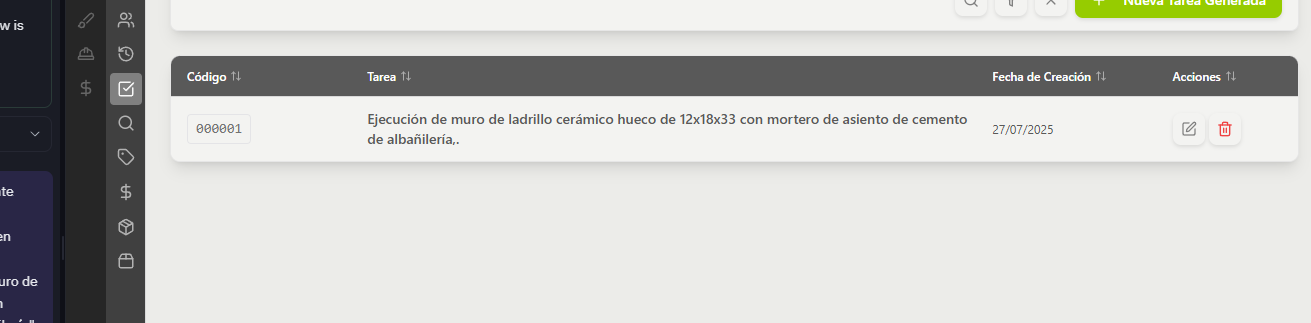 w is
Nueva Tarea Generada
Código
Tarea
Fecha de Creación
Acciones
000001
Ejecución de muro de ladrillo cerámico hueco de 12x18x33 con mortero de asiento de cemento
de albañilería,.
27/07/2025
te
en
uro de